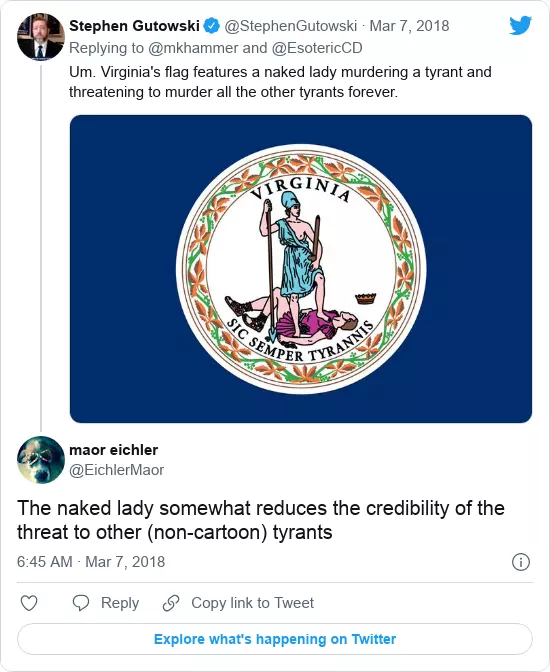 Stephen Gutowski @StephenGutowski · Mar 7, 2018
Replying to @mkhammer and @EsotericCD
Um. Virginia's flag features a naked lady murdering a tyrant and
threatening to murder all the other tyrants forever.
VIRGINIA
SIC SEMPER TYRANNIS
maor eichler
@EichlerMaor
The naked lady somewhat reduces the credibility of the
threat to other (non-cartoon) tyrants
6:45 AM · Mar 7, 2018
Reply
Copy link to Tweet
Explore what's happening on Twitter